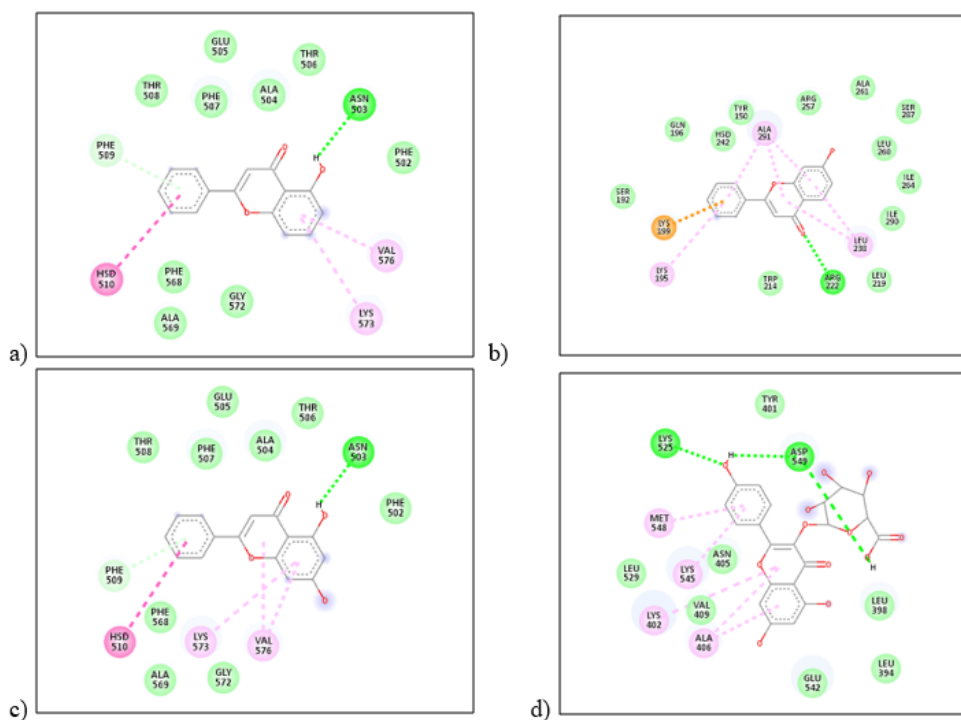 GLU 505
THR 506
THR 508
PHE 507
ALA 504
ASN 503
PHE 509
PHE 502
H
O
O
O
VAL 576
HSD 510
PHE 568
GLY 572
LYS 573
ALA 569
a)
ALA 261
ARG 257
TYR 150
SER 287
GLN 196
HSD 242
ALA 291
LEU 260
O
ILE 264
SER 192
O
LYS 199
ILE 290
O
LEU 238
LYS 195
TRP 214
ARG 222
LEU 219
b)
GLU 505
THR 506
THR 508
PHE 507
ALA 504
ASN 503
PHE 502
H
O
O
O
PHE 509
O
PHE 568
HSD 510
LYS 573
VAL 576
ALA 569
GLY 572
c)
TYR 401
LYS 525
H
ASP 549
O
O
O
O
MET 548
O
O
O
O
LYS 545
ASN 405
O
O
H
LEU 529
O
LYS 402
VAL 409
LEU 398
ALA 406
O
O
LEU 394
GLU 542
d)